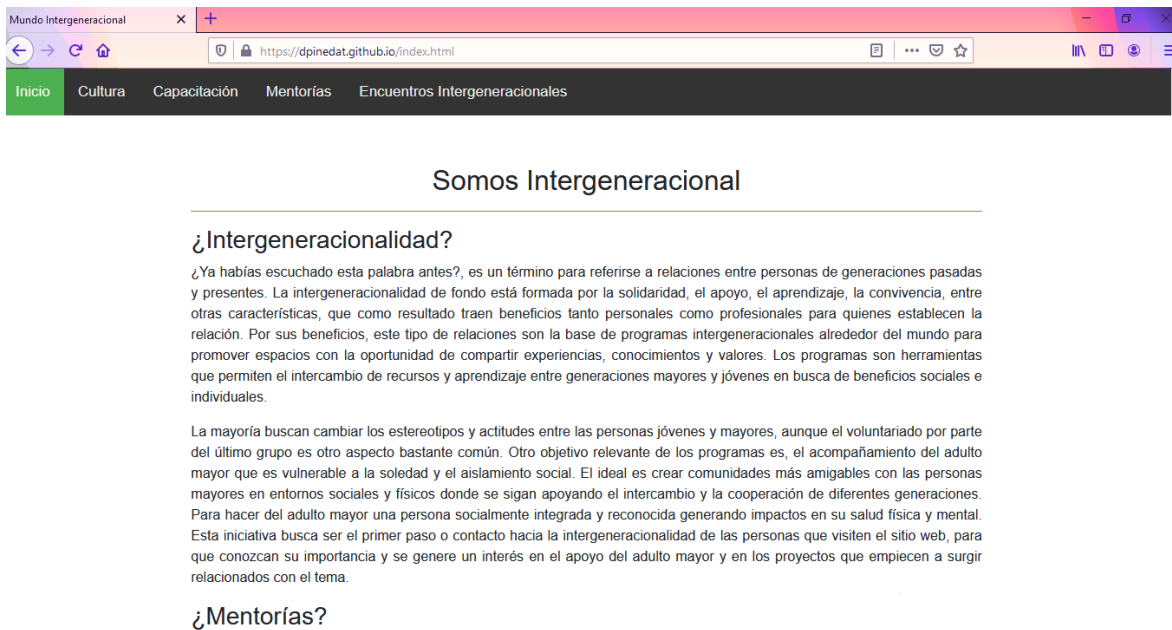 Mundo Intergeneracional
https://dpinedat.github.io/index.html
Inicio Cultura Capacitación Mentorías Encuentros Intergeneracionales
Somos Intergeneracional
¿Intergeneracionalidad?
¿Ya habías escuchado esta palabra antes?, es un término para referirse a relaciones entre personas de generaciones pasadas
y presentes. La intergeneracionalidad de fondo está formada por la solidaridad, el apoyo, el aprendizaje, la convivencia, entre
otras características, que como resultado traen beneficios tanto personales como profesionales para quienes establecen la
relación. Por sus beneficios, este tipo de relaciones son la base de programas intergeneracionales alrededor del mundo para
promover espacios con la oportunidad de compartir experiencias, conocimientos y valores. Los programas son herramientas
que permiten el intercambio de recursos y aprendizaje entre generaciones mayores y jóvenes en busca de beneficios sociales e
individuales.
La mayoría buscan cambiar los estereotipos y actitudes entre las personas jóvenes y mayores, aunque el voluntariado por parte
del último grupo es otro aspecto bastante común. Otro objetivo relevante de los programas es, el acompañamiento del adulto
mayor que es vulnerable a la soledad y el aislamiento social. El ideal es crear comunidades más amigables con las personas
mayores en entornos sociales y físicos donde se sigan apoyando el intercambio y la cooperación de diferentes generaciones.
Para hacer del adulto mayor una persona socialmente integrada y reconocida generando impactos en su salud física y mental.
Esta iniciativa busca ser el primer paso o contacto hacia la intergeneracionalidad de las personas que visiten el sitio web, para
que conozcan su importancia y se genere un interés en el apoyo del adulto mayor y en los proyectos que empiecen a surgir
relacionados con el tema.
¿Mentorías?